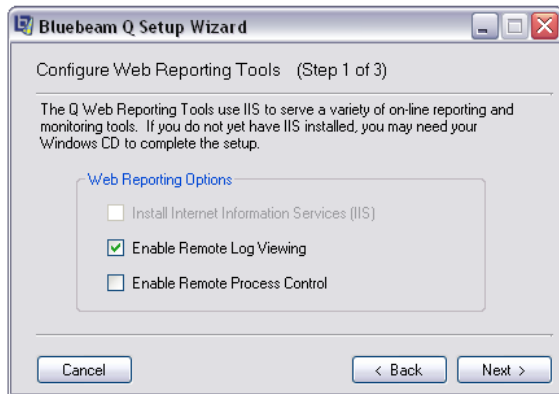 Bluebeam Q Setup Wizard
Configure Web Reporting Tools (Step 1 of 3)
The Q Web Reporting Tools use IIS to serve a variety of on-line reporting and
monitoring tools. If you do not yet have IIS installed, you may need your
Windows CD to complete the setup.
Web Reporting Options
Install Internet Information Services (IIS)
Enable Remote Log Viewing
Enable Remote Process Control
Cancel
< Back
Next >